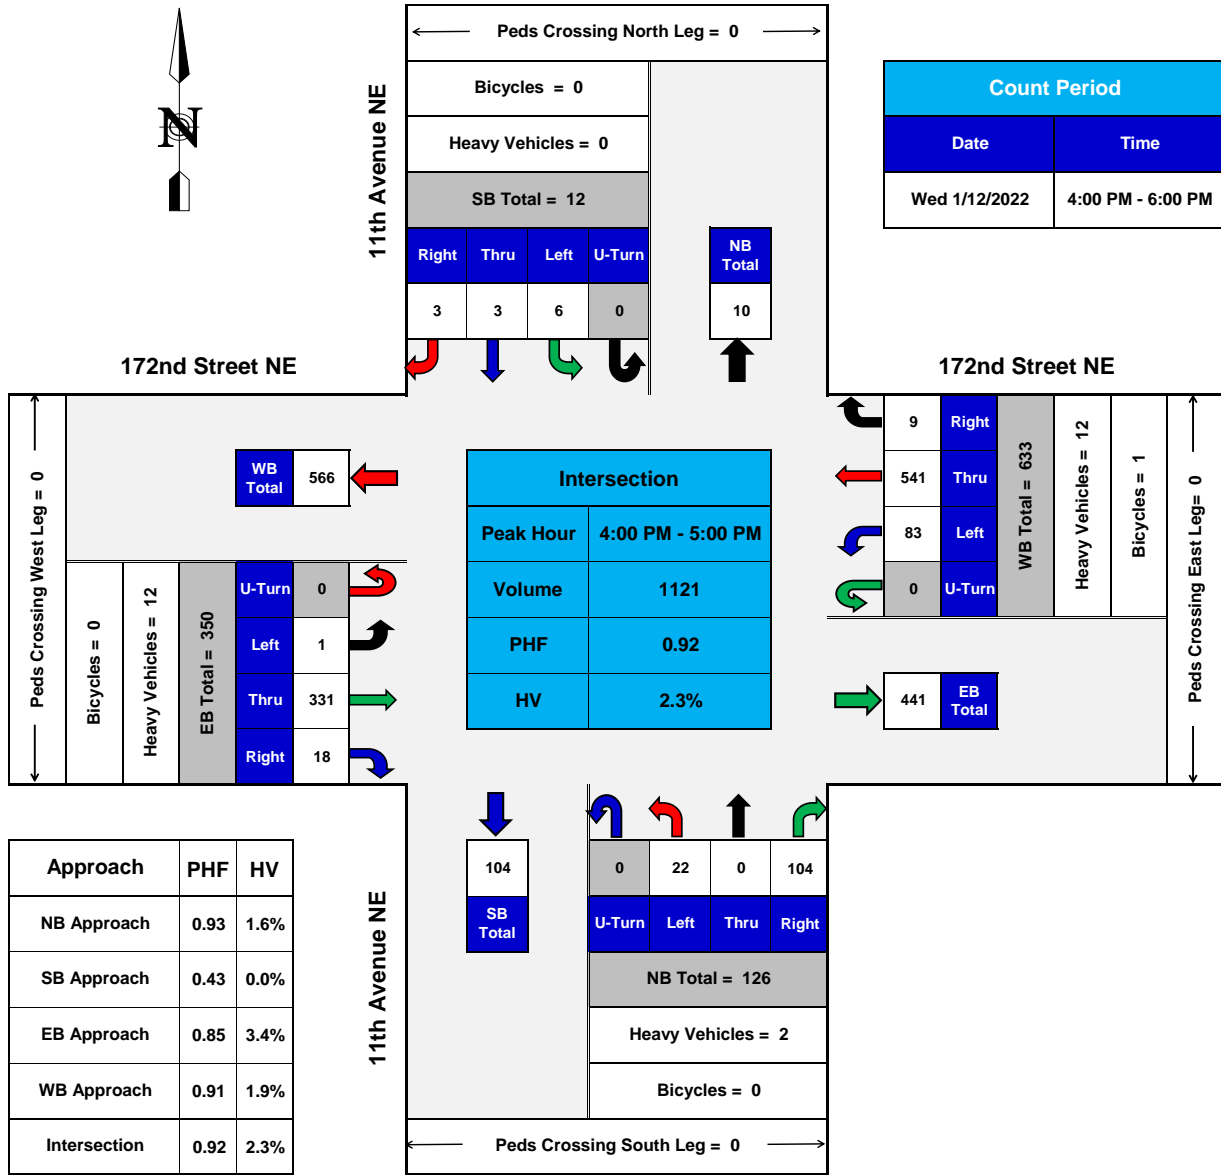 Peds Crossing North Leg = 0
N
11th Avenue NE
Bicycles = 0
Heavy Vehicles = 0
SB Total = 12
Right Thru Left U-Turn
3 3 6 0
NB
Total
10
Count Period
Date Time
Wed 1/12/2022 4:00 PM - 6:00 PM
172nd Street NE
172nd Street NE
Peds Crossing West Leg = 0
WB
Total
566
Bicycles = 0
Heavy Vehicles = 12
EB Total = 350
U-Turn 0
Left 1
Thru 331
Right 18
Intersection
Peak Hour 4:00 PM - 5:00 PM
Volume 1121
PHF 0.92
HV 2.3%
9 Right
541 Thru
83 Left
0 U-Turn
WB Total = 633
Heavy Vehicles = 12
Bicycles = 1
Peds Crossing East Leg= 0
441
EB
Total
Approach PHF HV
NB Approach 0.93 1.6%
SB Approach 0.43 0.0%
EB Approach 0.85 3.4%
WB Approach 0.91 1.9%
Intersection 0.92 2.3%
11th Avenue NE
104
SB
Total
0 22 0 104
U-Turn Left Thru Right
NB Total = 126
Heavy Vehicles = 2
Bicycles = 0
Peds Crossing South Leg = 0